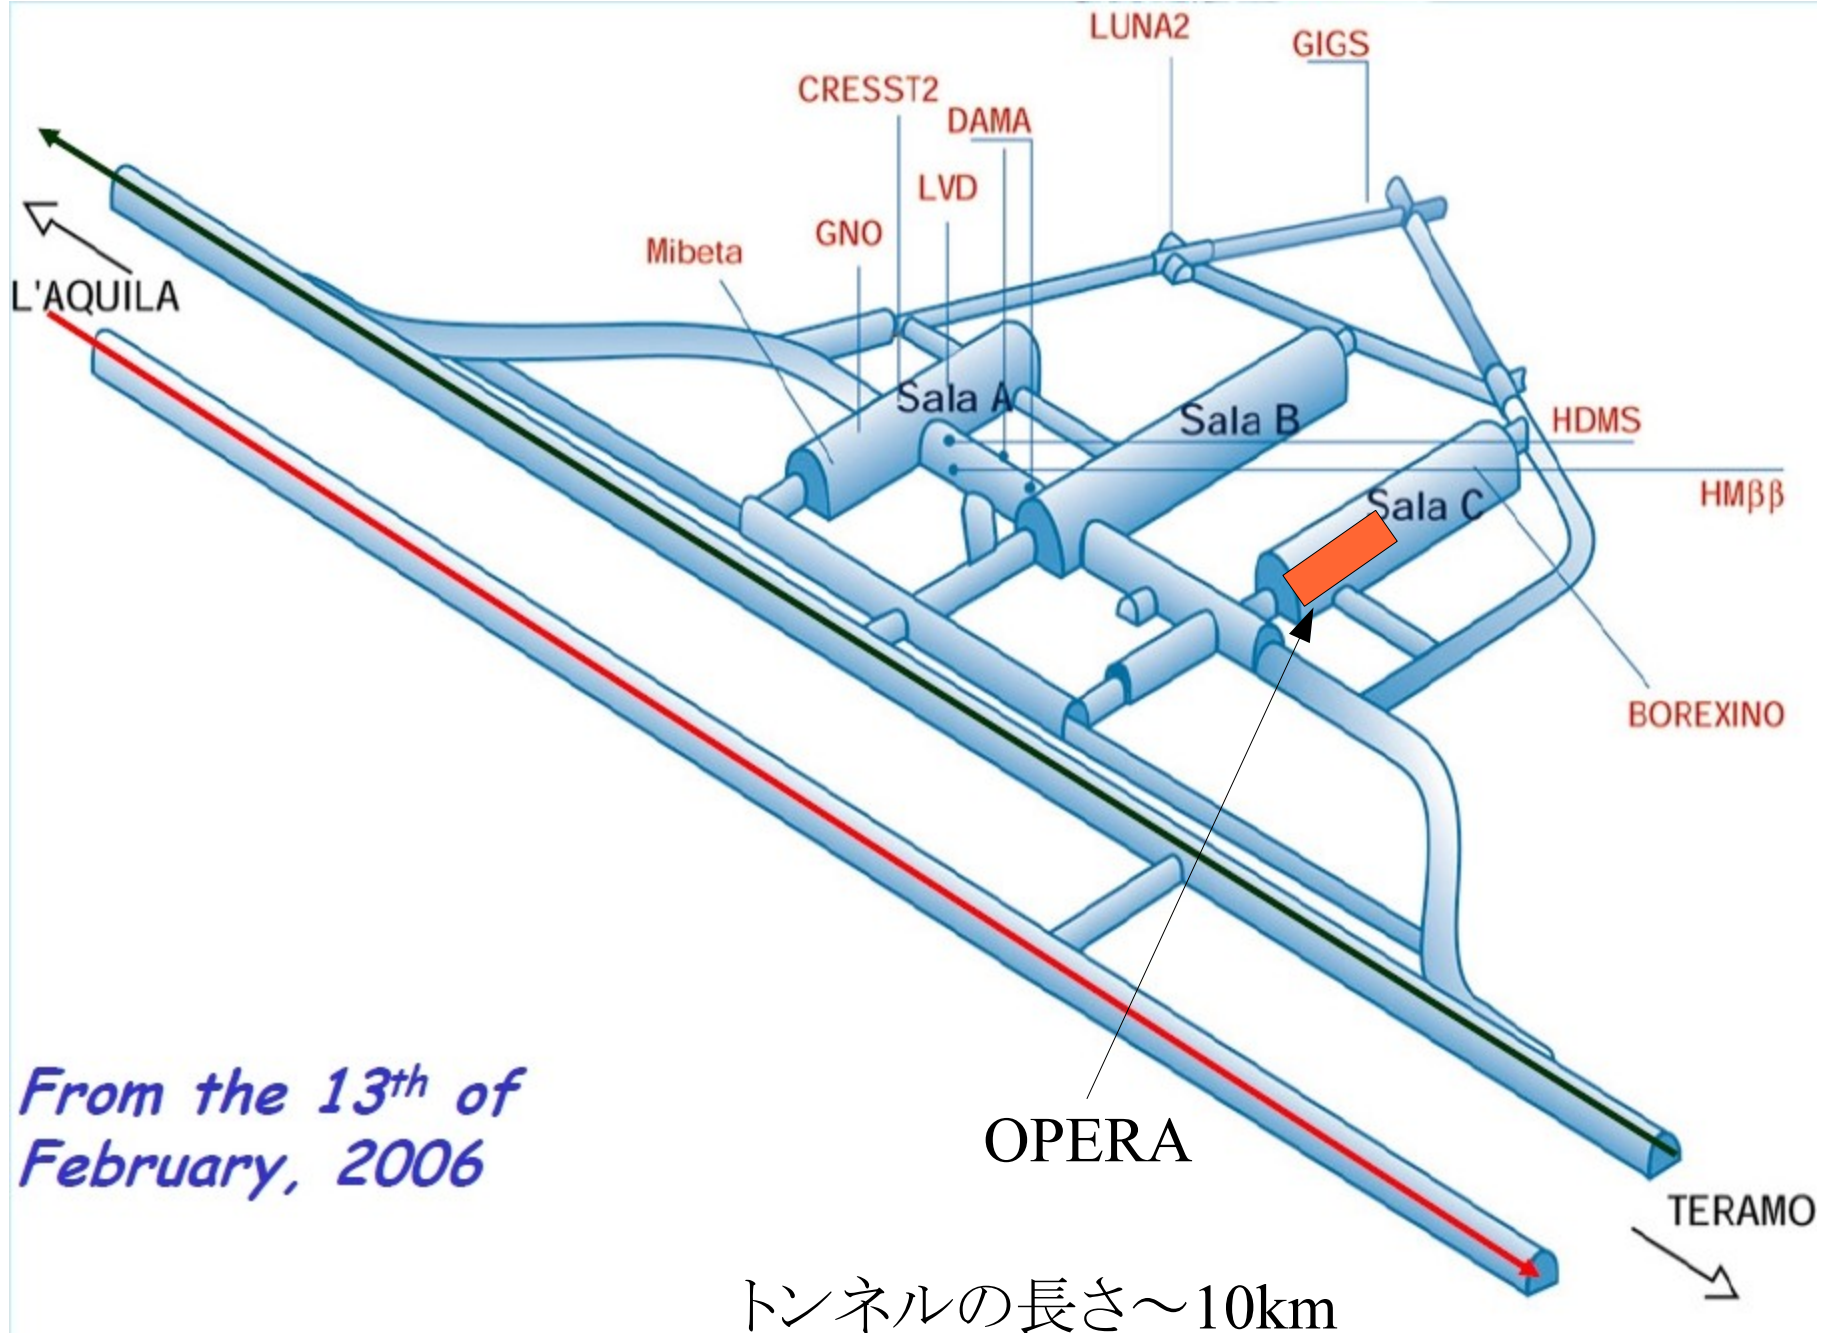 LUNA2
GIGS
CRESST2
DAMA
LVD
GNO
Mibeta
L'AQUILA
Sala A
Sala B
HDMS
HMββ
Sala C
BOREXINO
From the 13th of
February, 2006
OPERA
TERAMO
トンネルの長さ～10km